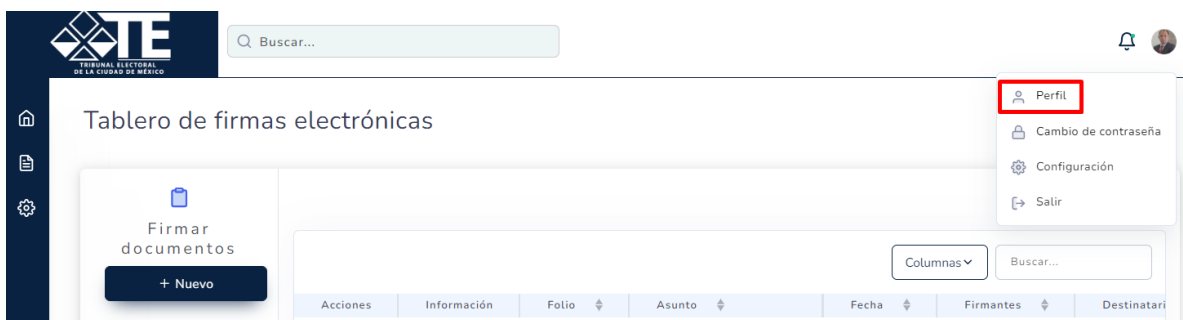 TE
TRIBUNAL ELECTORAL
DE LA CIUDAD DE MÉXICO
Buscar...
Perfil
Cambio de contraseña
Configuración
Salir
Tablero de firmas electrónicas
Firmar
documentos
+ Nuevo
Columnas
Buscar...
Acciones Información Folio Asunto Fecha Firmantes Destinatari